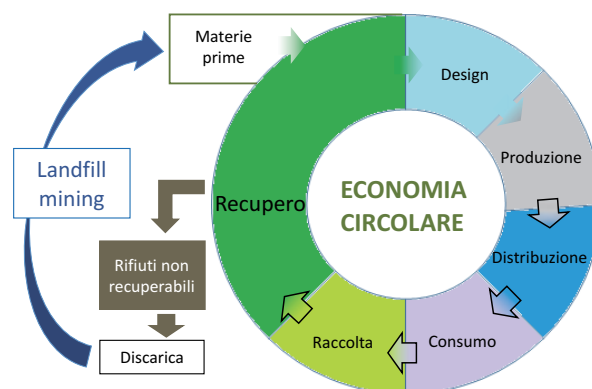 Materie
prime
Design
Landfill
mining
Produzione
Recupero
ECONOMIA
CIRCOLARE
Rifiuti non
recuperabili
Distribuzione
Discarica
Raccolta
Consumo